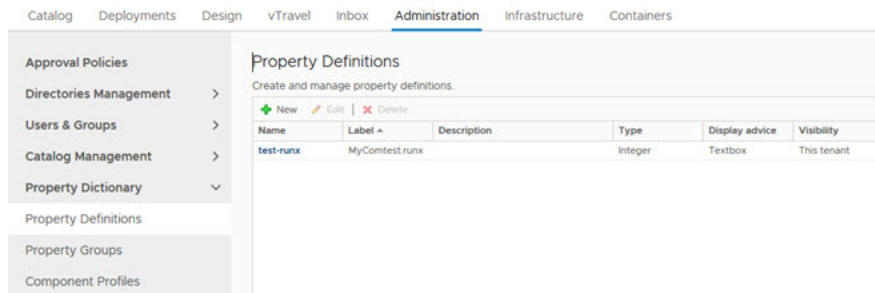 Catalog Deployments Design vTravel Inbox Administration Infrastructure Containers
Approval Policies
Directories Management
Users & Groups
Catalog Management
Property Dictionary
Property Definitions
Property Groups
Component Profiles
Property Definitions
Create and manage property definitions.
New Edit Delete
Name Label Description Type Display advice Visibility
test-runx MyComtest.runx Integer Textbox This tenant